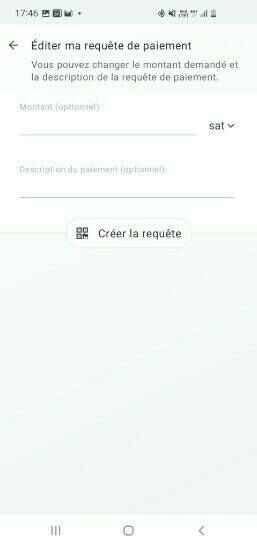 17:46
Éditer ma requête de paiement
Vous pouvez changer le montant demandé et
la description de la requête de paiement.
Montant (optionnel)
sat
Description du paiement (optionnel)
Créer la requête